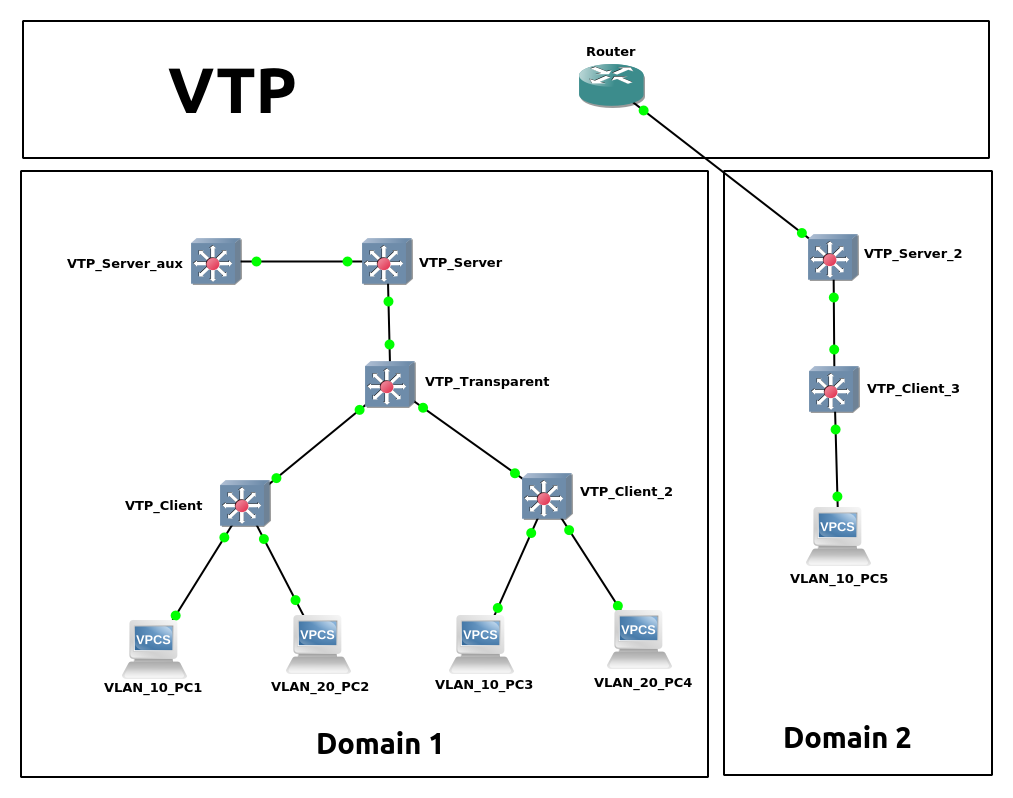 Router
VTP
VTP_Server_aux
VTP_Server
VTP_Server_2
VTP_Transparent
VTP_Client_3
VTP_Client
VTP_Client_2
VPCS
VLAN_10_PC5
VPCS
VPCS
VPCS
VPCS
VLAN_10_PC1
VLAN_20_PC2
VLAN_10_PC3
VLAN_20_PC4
Domain 1
Domain 2